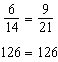 6/14 = 9/21
126 = 126